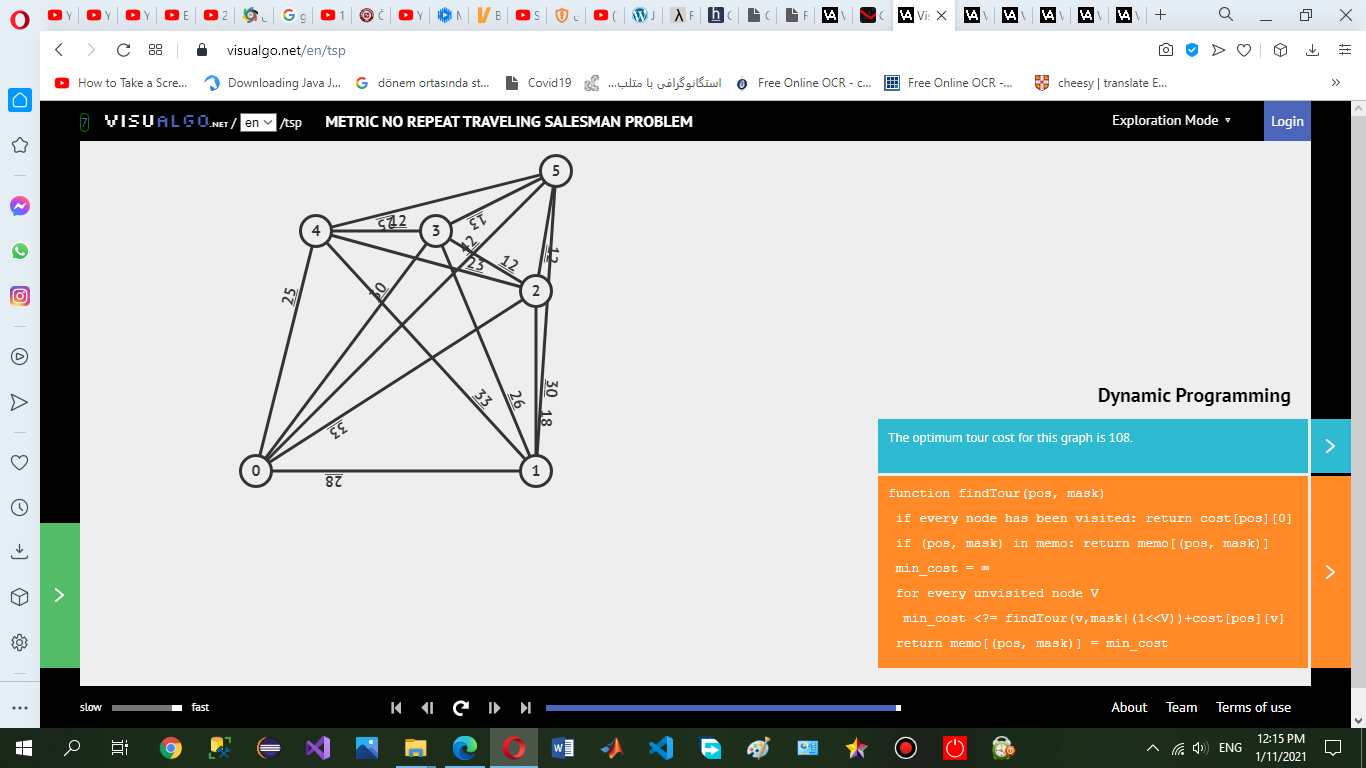 Y Y Y E 2 g 1 C Y M B S ( J F C C F V C Vis V V V V V
visualgo.net/en/tsp
How to Take a Scre... Downloading Java J... dönem ortasında st... Covid19 استگانوگرافی با متلب... Free Online OCR - c... Free Online OCR -... cheesy | translate E...
7 VISUALGO.NET / en /tsp METRIC NO REPEAT TRAVELING SALESMAN PROBLEM Exploration Mode Login
5
4 3
25 12 13
42
23 12 12
2
25 30
33 26 30
18
33
0 1
28
Dynamic Programming
The optimum tour cost for this graph is 108.
function findTour(pos, mask)
if every node has been visited: return cost[pos][0]
if (pos, mask) in memo: return memo[(pos, mask)]
min_cost = ∞
for every unvisited node V
min_cost <?= findTour(v,mask|(1<<V))+cost[pos][v]
return memo[(pos, mask)] = min_cost
slow fast About Team Terms of use
ENG 12:15 PM
1/11/2021